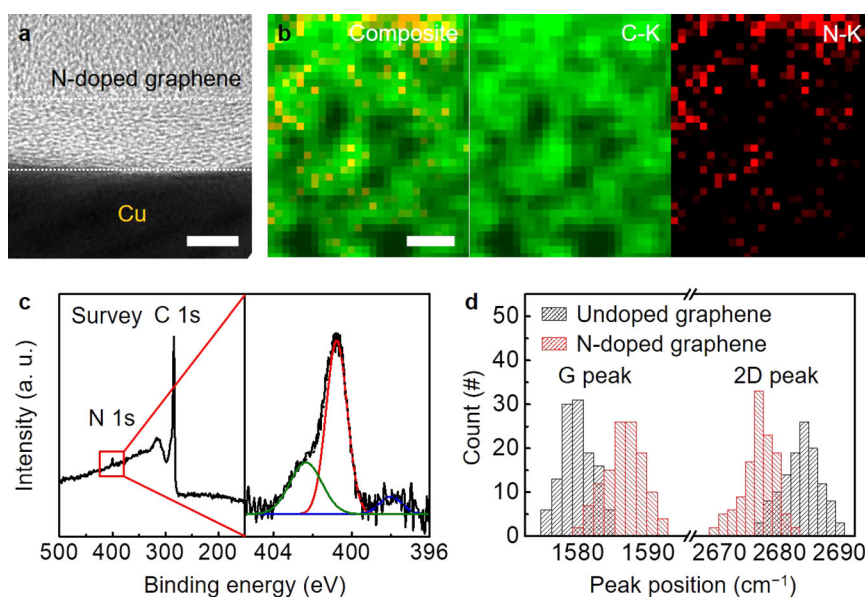 a
N-doped graphene
Cu
b
Composite
C-K
N-K
c
Survey
C 1s
N 1s
Intensity (a. u.)
500 400 300 200
404 400 396
Binding energy (eV)
d
Undoped graphene
N-doped graphene
G peak
2D peak
Count (#)
50
40
30
20
10
0
1580 1590 2670 2680 2690
Peak position (cm⁻¹)